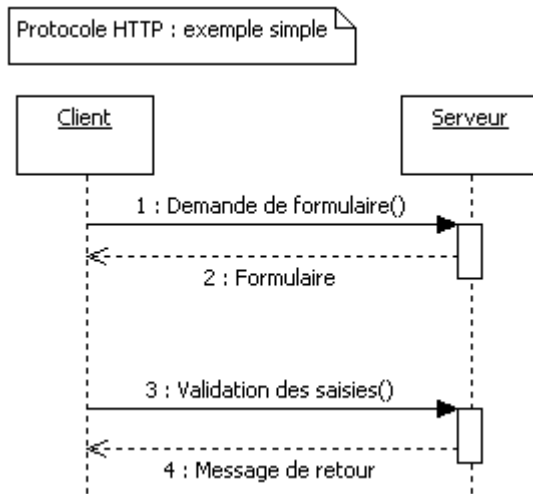 Protocole HTTP : exemple simple
Client
Serveur
1 : Demande de formulaire()
2 : Formulaire
3 : Validation des saisies()
4 : Message de retour